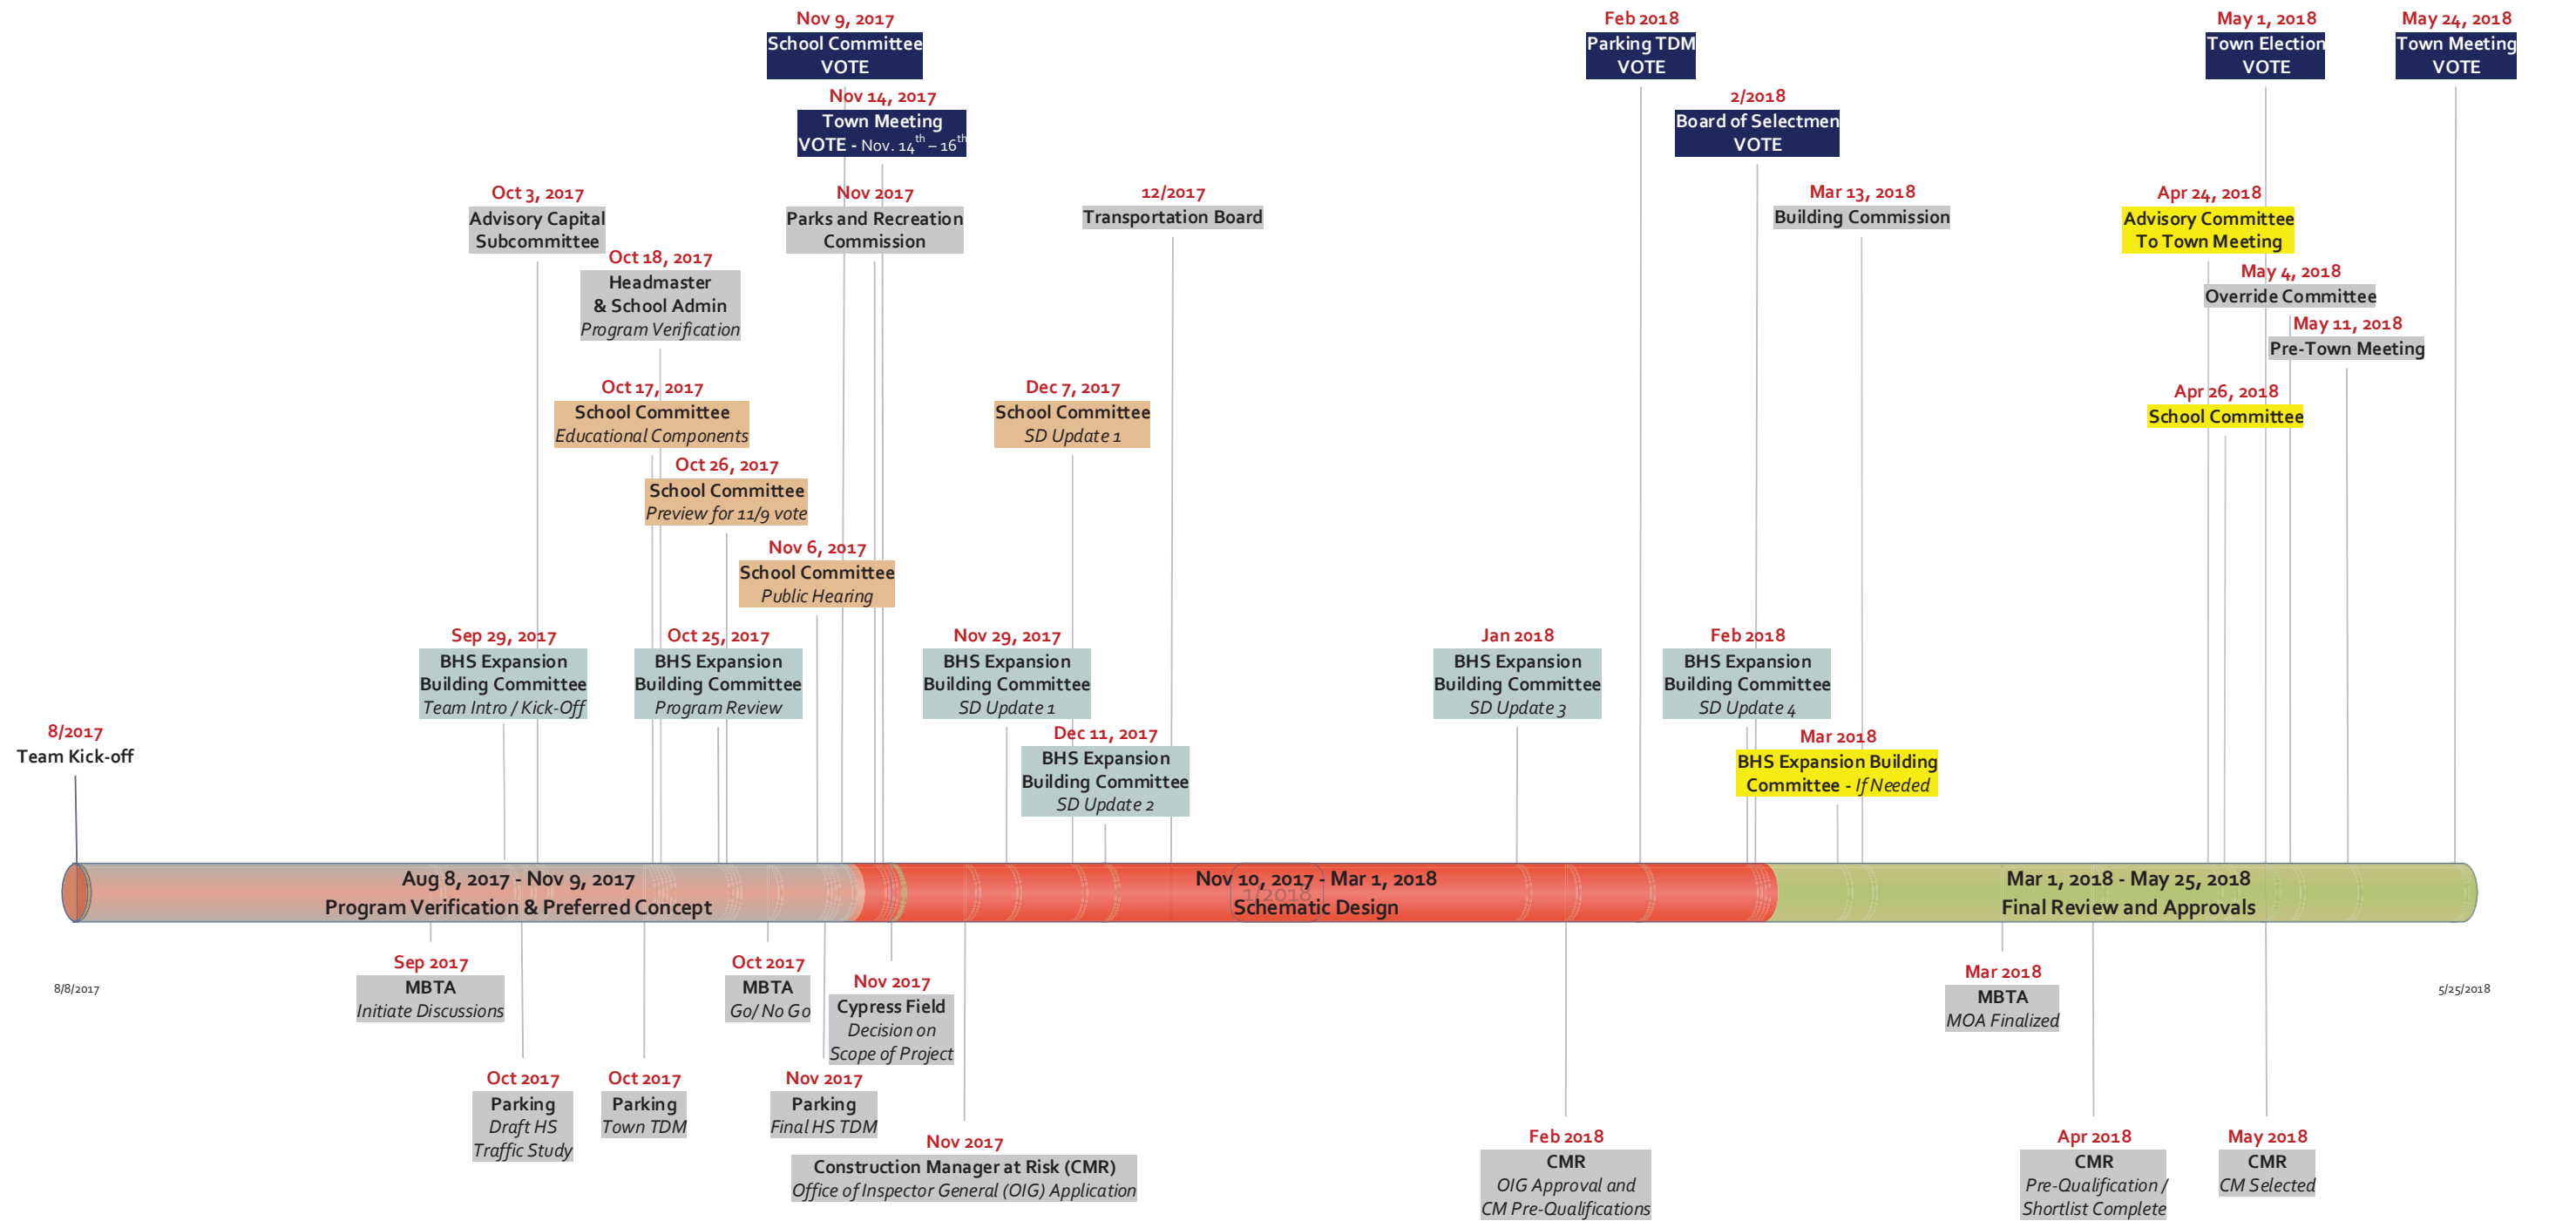 Nov 9, 2017
School Committee
VOTE
Feb 2018
Parking TDM
VOTE
May 1, 2018
Town Election
VOTE
May 24, 2018
Town Meeting
VOTE
Nov 14, 2017
Town Meeting
VOTE - Nov. 14th – 16th
2/2018
Board of Selectmen
VOTE
Oct 3, 2017
Advisory Capital
Subcommittee
Nov 2017
Parks and Recreation
Commission
12/2017
Transportation Board
Mar 13, 2018
Building Commission
Apr 24, 2018
Advisory Committee
To Town Meeting
Oct 18, 2017
Headmaster
& School Admin
Program Verification
May 4, 2018
Override Committee
May 11, 2018
Pre-Town Meeting
Oct 17, 2017
School Committee
Educational Components
Dec 7, 2017
School Committee
SD Update 1
Apr 26, 2018
School Committee
Oct 26, 2017
School Committee
Preview for 11/9 vote
Nov 6, 2017
School Committee
Public Hearing
Sep 29, 2017
BHS Expansion
Building Committee
Team Intro / Kick-Off
Oct 25, 2017
BHS Expansion
Building Committee
Program Review
Nov 29, 2017
BHS Expansion
Building Committee
SD Update 1
Jan 2018
BHS Expansion
Building Committee
SD Update 3
Feb 2018
BHS Expansion
Building Committee
SD Update 4
8/2017
Team Kick-off
Dec 11, 2017
BHS Expansion
Building Committee
SD Update 2
Mar 2018
BHS Expansion Building
Committee - If Needed
Aug 8, 2017 - Nov 9, 2017
Program Verification & Preferred Concept
Nov 10, 2017 - Mar 1, 2018
1/2018
Schematic Design
Mar 1, 2018 - May 25, 2018
Final Review and Approvals
8/8/2017
5/25/2018
Sep 2017
MBTA
Initiate Discussions
Oct 2017
MBTA
Go/ No Go
Nov 2017
Cypress Field
Decision on
Scope of Project
Mar 2018
MBTA
MOA Finalized
Oct 2017
Parking
Draft HS
Traffic Study
Oct 2017
Parking
Town TDM
Nov 2017
Parking
Final HS TDM
Nov 2017
Construction Manager at Risk (CMR)
Office of Inspector General (OIG) Application
Feb 2018
CMR
OIG Approval and
CM Pre-Qualifications
Apr 2018
CMR
Pre-Qualification /
Shortlist Complete
May 2018
CMR
CM Selected